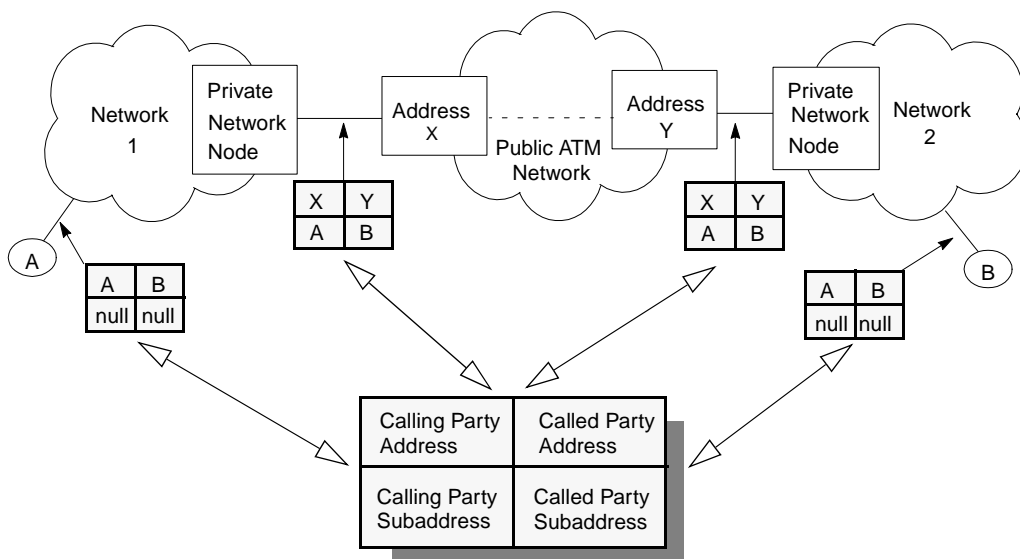 Network
1
Private
Network
Node
Address
X
Public ATM
Network
Address
Y
Private
Network
Node
Network
2
X Y
A B
X Y
A B
A
A B
null null
A B
null null
B
Calling Party
Address
Called Party
Address
Calling Party
Subaddress
Called Party
Subaddress